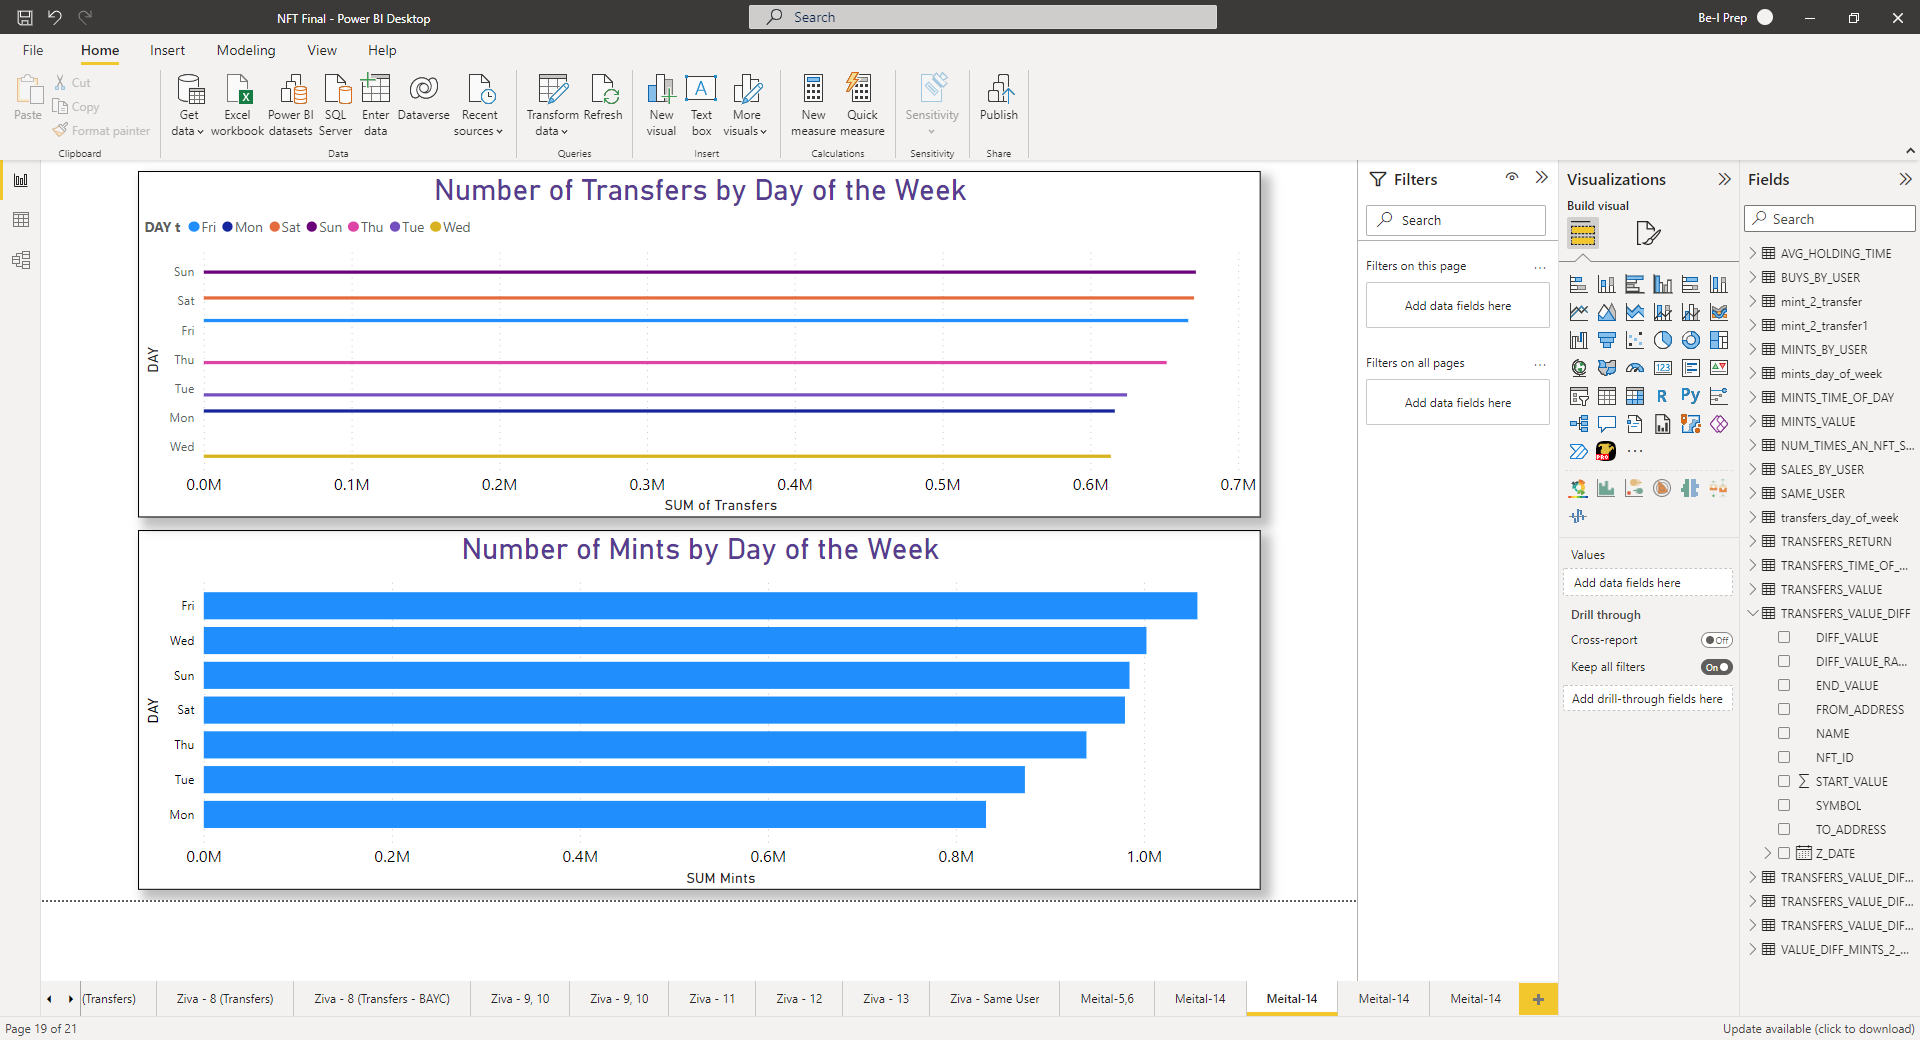 NFT Final - Power BI Desktop
Search
Be-I Prep
File Home Insert Modeling View Help
Paste
Cut
Copy
Format painter
Clipboard
Get data
Excel workbook
Power BI datasets
SQL Server
Enter data
Dataverse
Recent sources
Data
Transform data
Refresh
Queries
New visual
Text box
More visuals
Insert
New measure
Quick measure
Calculations
Sensitivity
Sensitivity
Publish
Share
Number of Transfers by Day of the Week
DAY t Fri Mon Sat Sun Thu Tue Wed
DAY
Sun
Sat
Fri
Thu
Tue
Mon
Wed
0.0M 0.1M 0.2M 0.3M 0.4M 0.5M 0.6M 0.7M
SUM of Transfers
Number of Mints by Day of the Week
DAY
Fri
Wed
Sun
Sat
Thu
Tue
Mon
0.0M 0.2M 0.4M 0.6M 0.8M 1.0M
SUM Mints
Filters
Search
Filters on this page ...
Add data fields here
Filters on all pages ...
Add data fields here
Visualizations
Build visual
123
R Py
PRO
...
Values
Add data fields here
Drill through
Cross-report Off
Keep all filters On
Add drill-through fields here
Fields
Search
AVG_HOLDING_TIME
BUYS_BY_USER
mint_2_transfer
mint_2_transfer1
MINTS_BY_USER
mints_day_of_week
MINTS_TIME_OF_DAY
MINTS_VALUE
NUM_TIMES_AN_NFT_S...
SALES_BY_USER
SAME_USER
transfers_day_of_week
TRANSFERS_RETURN
TRANSFERS_TIME_OF_...
TRANSFERS_VALUE
TRANSFERS_VALUE_DIFF
DIFF_VALUE
DIFF_VALUE_RA...
END_VALUE
FROM_ADDRESS
NAME
NFT_ID
∑ START_VALUE
SYMBOL
TO_ADDRESS
Z_DATE
TRANSFERS_VALUE_DIF...
TRANSFERS_VALUE_DIF...
TRANSFERS_VALUE_DIF...
VALUE_DIFF_MINTS_2_...
(Transfers) Ziva - 8 (Transfers) Ziva - 8 (Transfers - BAYC) Ziva - 9, 10 Ziva - 9, 10 Ziva - 11 Ziva - 12 Ziva - 13 Ziva - Same User Meital-5,6 Meital-14 Meital-14 Meital-14 Meital-14 +
Page 19 of 21
Update available (click to download)